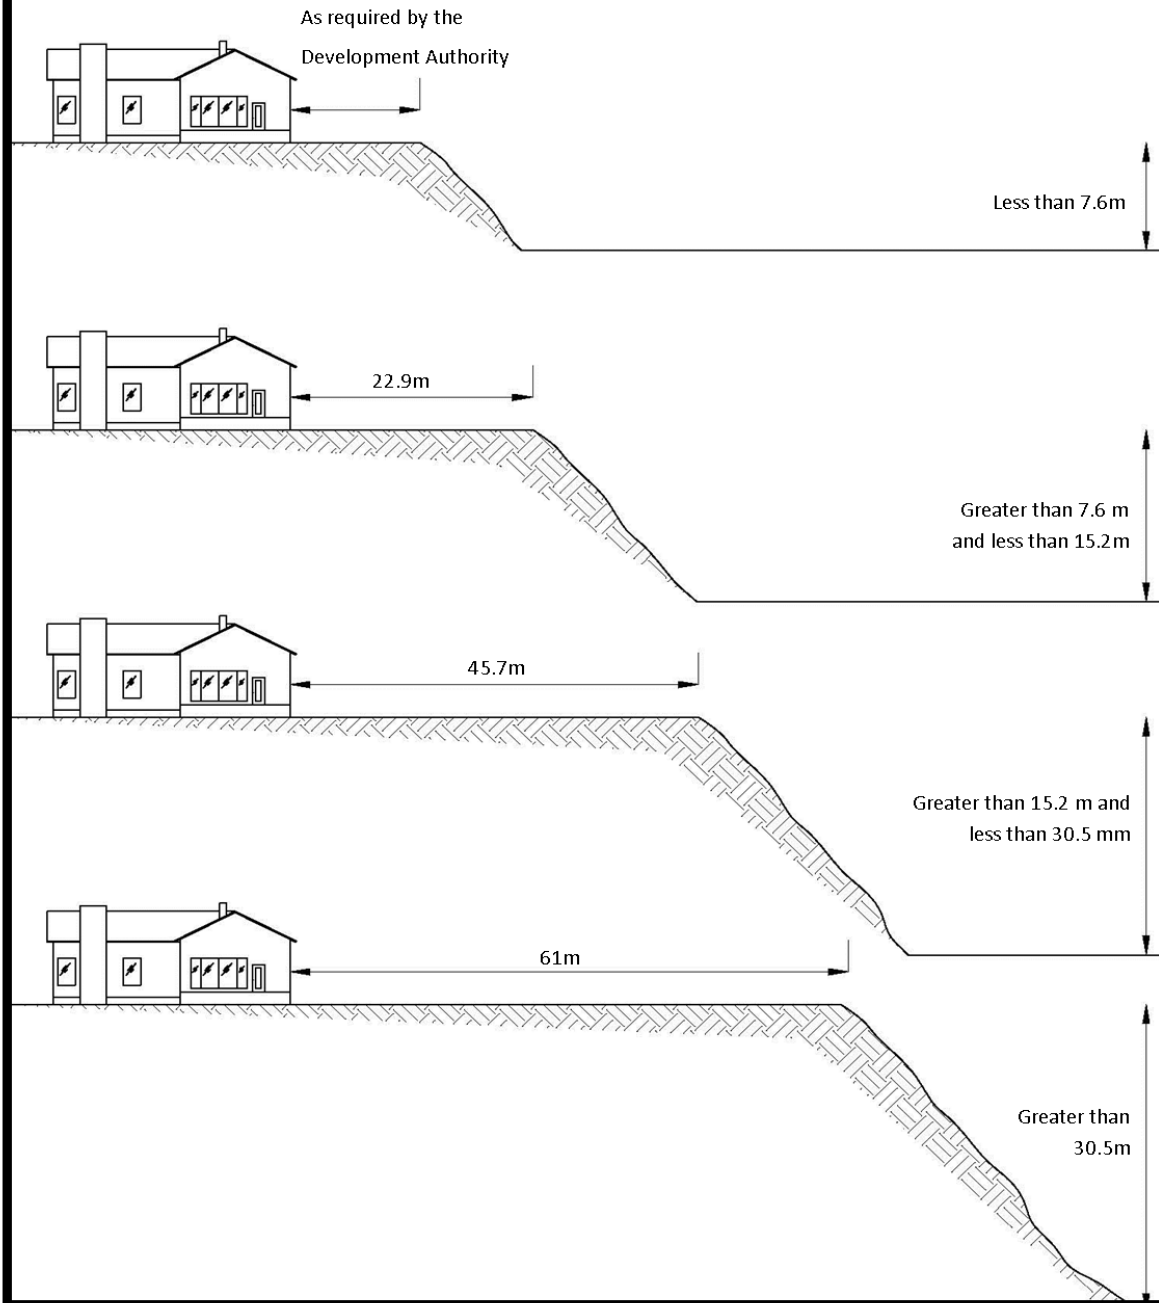 As required by the
Development Authority
Less than 7.6m
22.9m
Greater than 7.6 m
and less than 15.2m
45.7m
Greater than 15.2 m and
less than 30.5 mm
61m
Greater than
30.5m